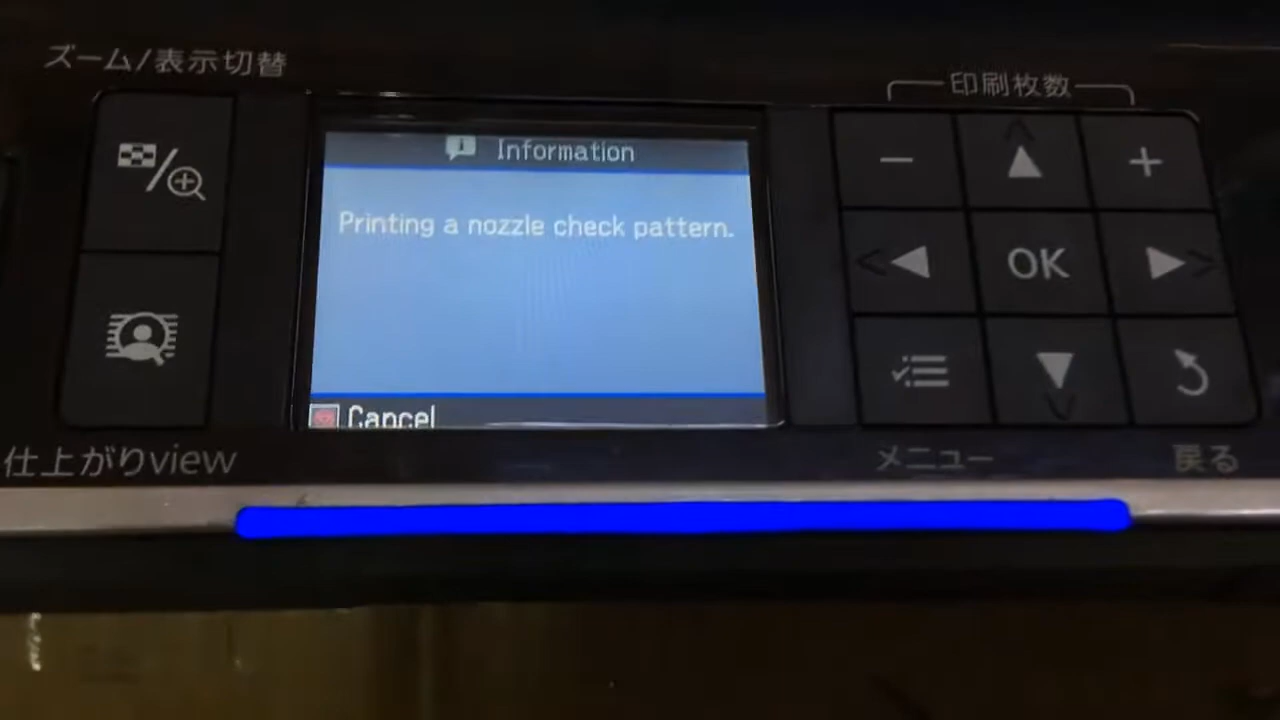 ズーム/表示切替
印刷枚数
Information
Printing a nozzle check pattern.
OK
Cancel
仕上がりview
メニュー
戻る